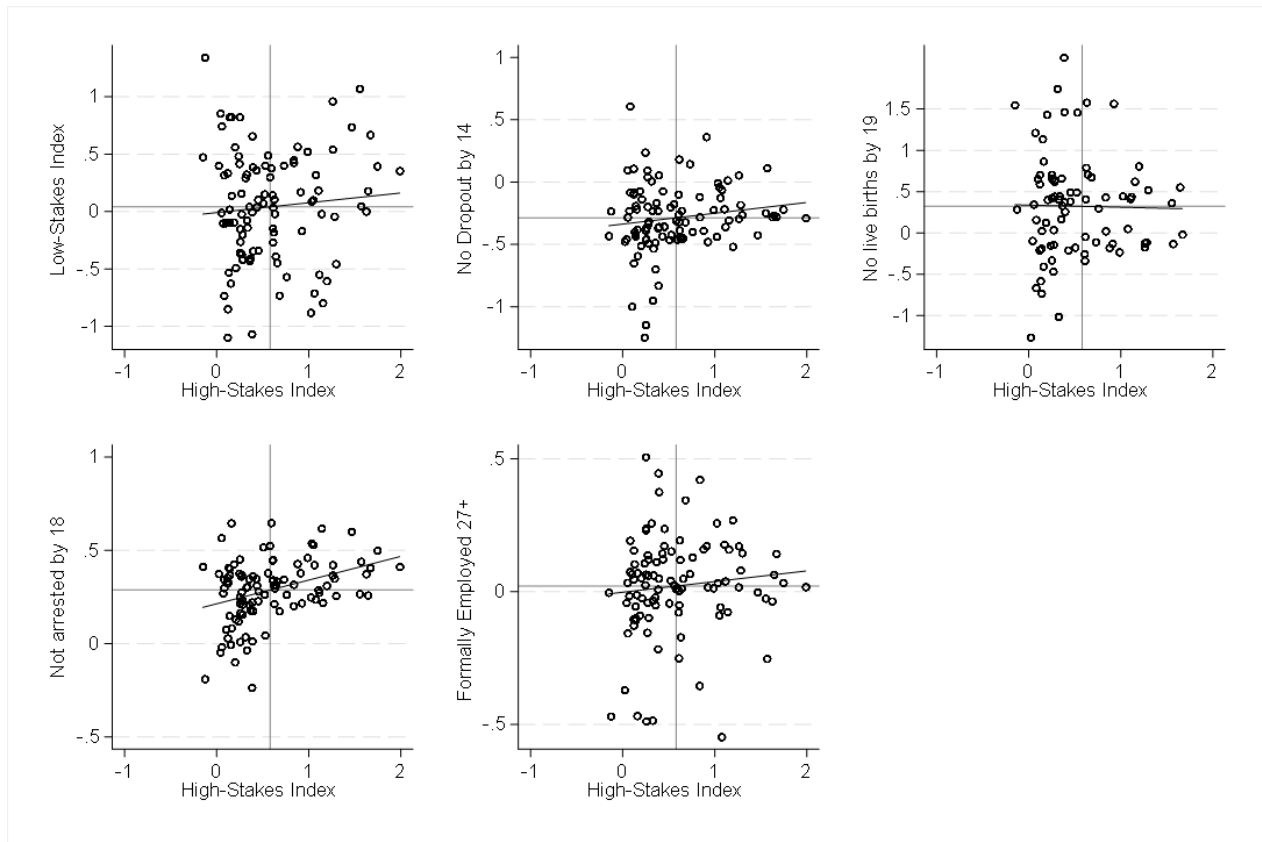 Low-Stakes Index
1
.5
0
-.5
-1
-1 0 1 2
High-Stakes Index
No Dropout by 14
1
.5
0
-.5
-1
-1 0 1 2
High-Stakes Index
No live births by 19
1.5
1
.5
0
-.5
-1
-1 0 1 2
High-Stakes Index
Not arrested by 18
1
.5
0
-.5
-1 0 1 2
High-Stakes Index
Formally Employed 27+
.5
0
-.5
-1 0 1 2
High-Stakes Index